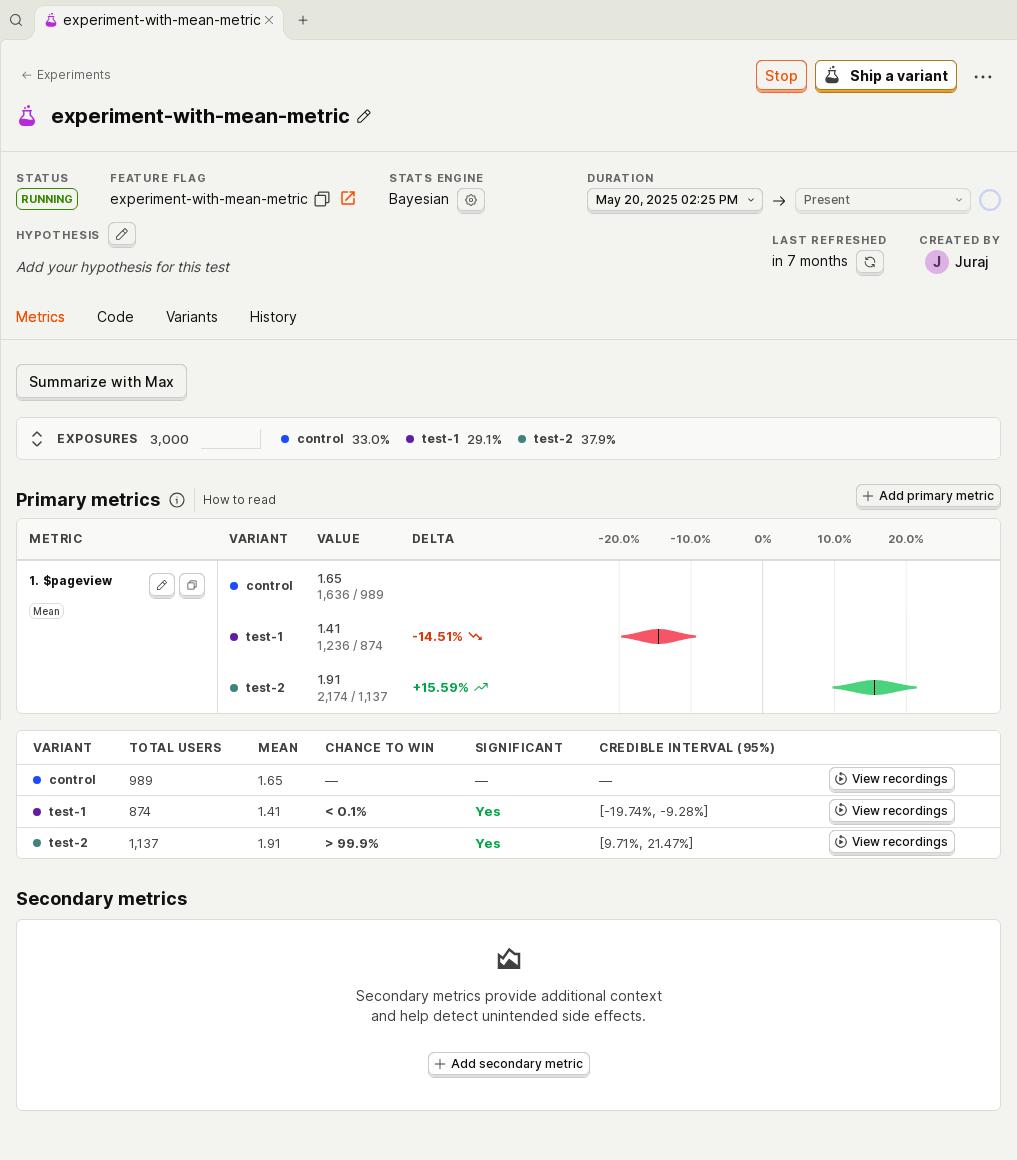 experiment-with-mean-metric
← Experiments
Stop
Ship a variant
experiment-with-mean-metric
STATUS
RUNNING
FEATURE FLAG
experiment-with-mean-metric
STATS ENGINE
Bayesian
DURATION
May 20, 2025 02:25 PM → Present
HYPOTHESIS
Add your hypothesis for this test
LAST REFRESHED
in 7 months
CREATED BY
J Juraj
Metrics Code Variants History
Summarize with Max
EXPOSURES 3,000 control 33.0% test-1 29.1% test-2 37.9%
Primary metrics How to read
Add primary metric
METRIC VARIANT VALUE DELTA -20.0% -10.0% 0% 10.0% 20.0%
1. $pageview
Mean
control 1.65
1,636 / 989
test-1 1.41 -14.51%
1,236 / 874
test-2 1.91 +15.59%
2,174 / 1,137
VARIANT TOTAL USERS MEAN CHANCE TO WIN SIGNIFICANT CREDIBLE INTERVAL (95%)
control 989 1.65 — — — View recordings
test-1 874 1.41 < 0.1% Yes [-19.74%, -9.28%] View recordings
test-2 1,137 1.91 > 99.9% Yes [9.71%, 21.47%] View recordings
Secondary metrics
Secondary metrics provide additional context
and help detect unintended side effects.
Add secondary metric